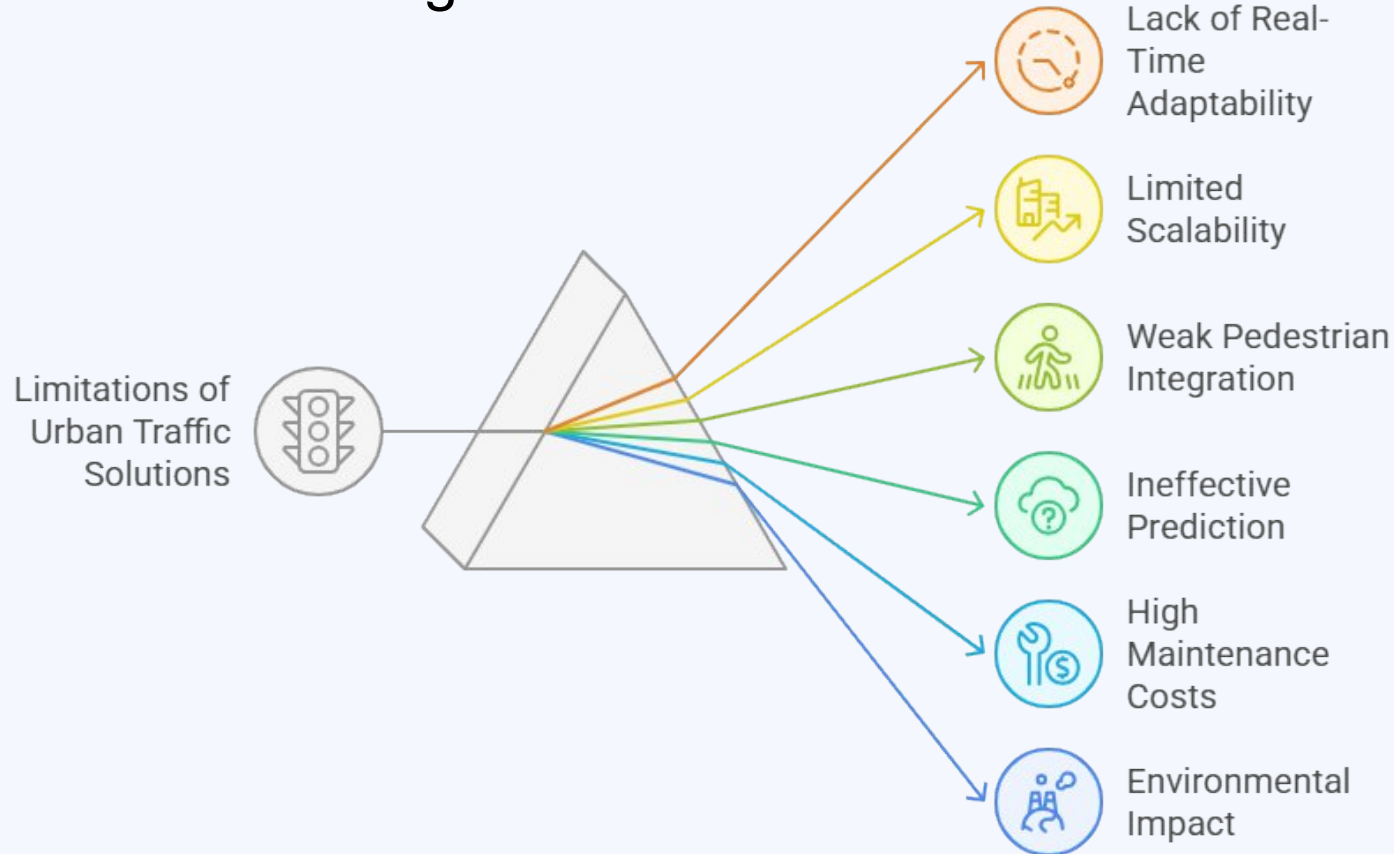 Limitations of
Urban Traffic
Solutions
Lack of Real-
Time
Adaptability
Limited
Scalability
Weak Pedestrian
Integration
Ineffective
Prediction
High
Maintenance
Costs
Environmental
Impact